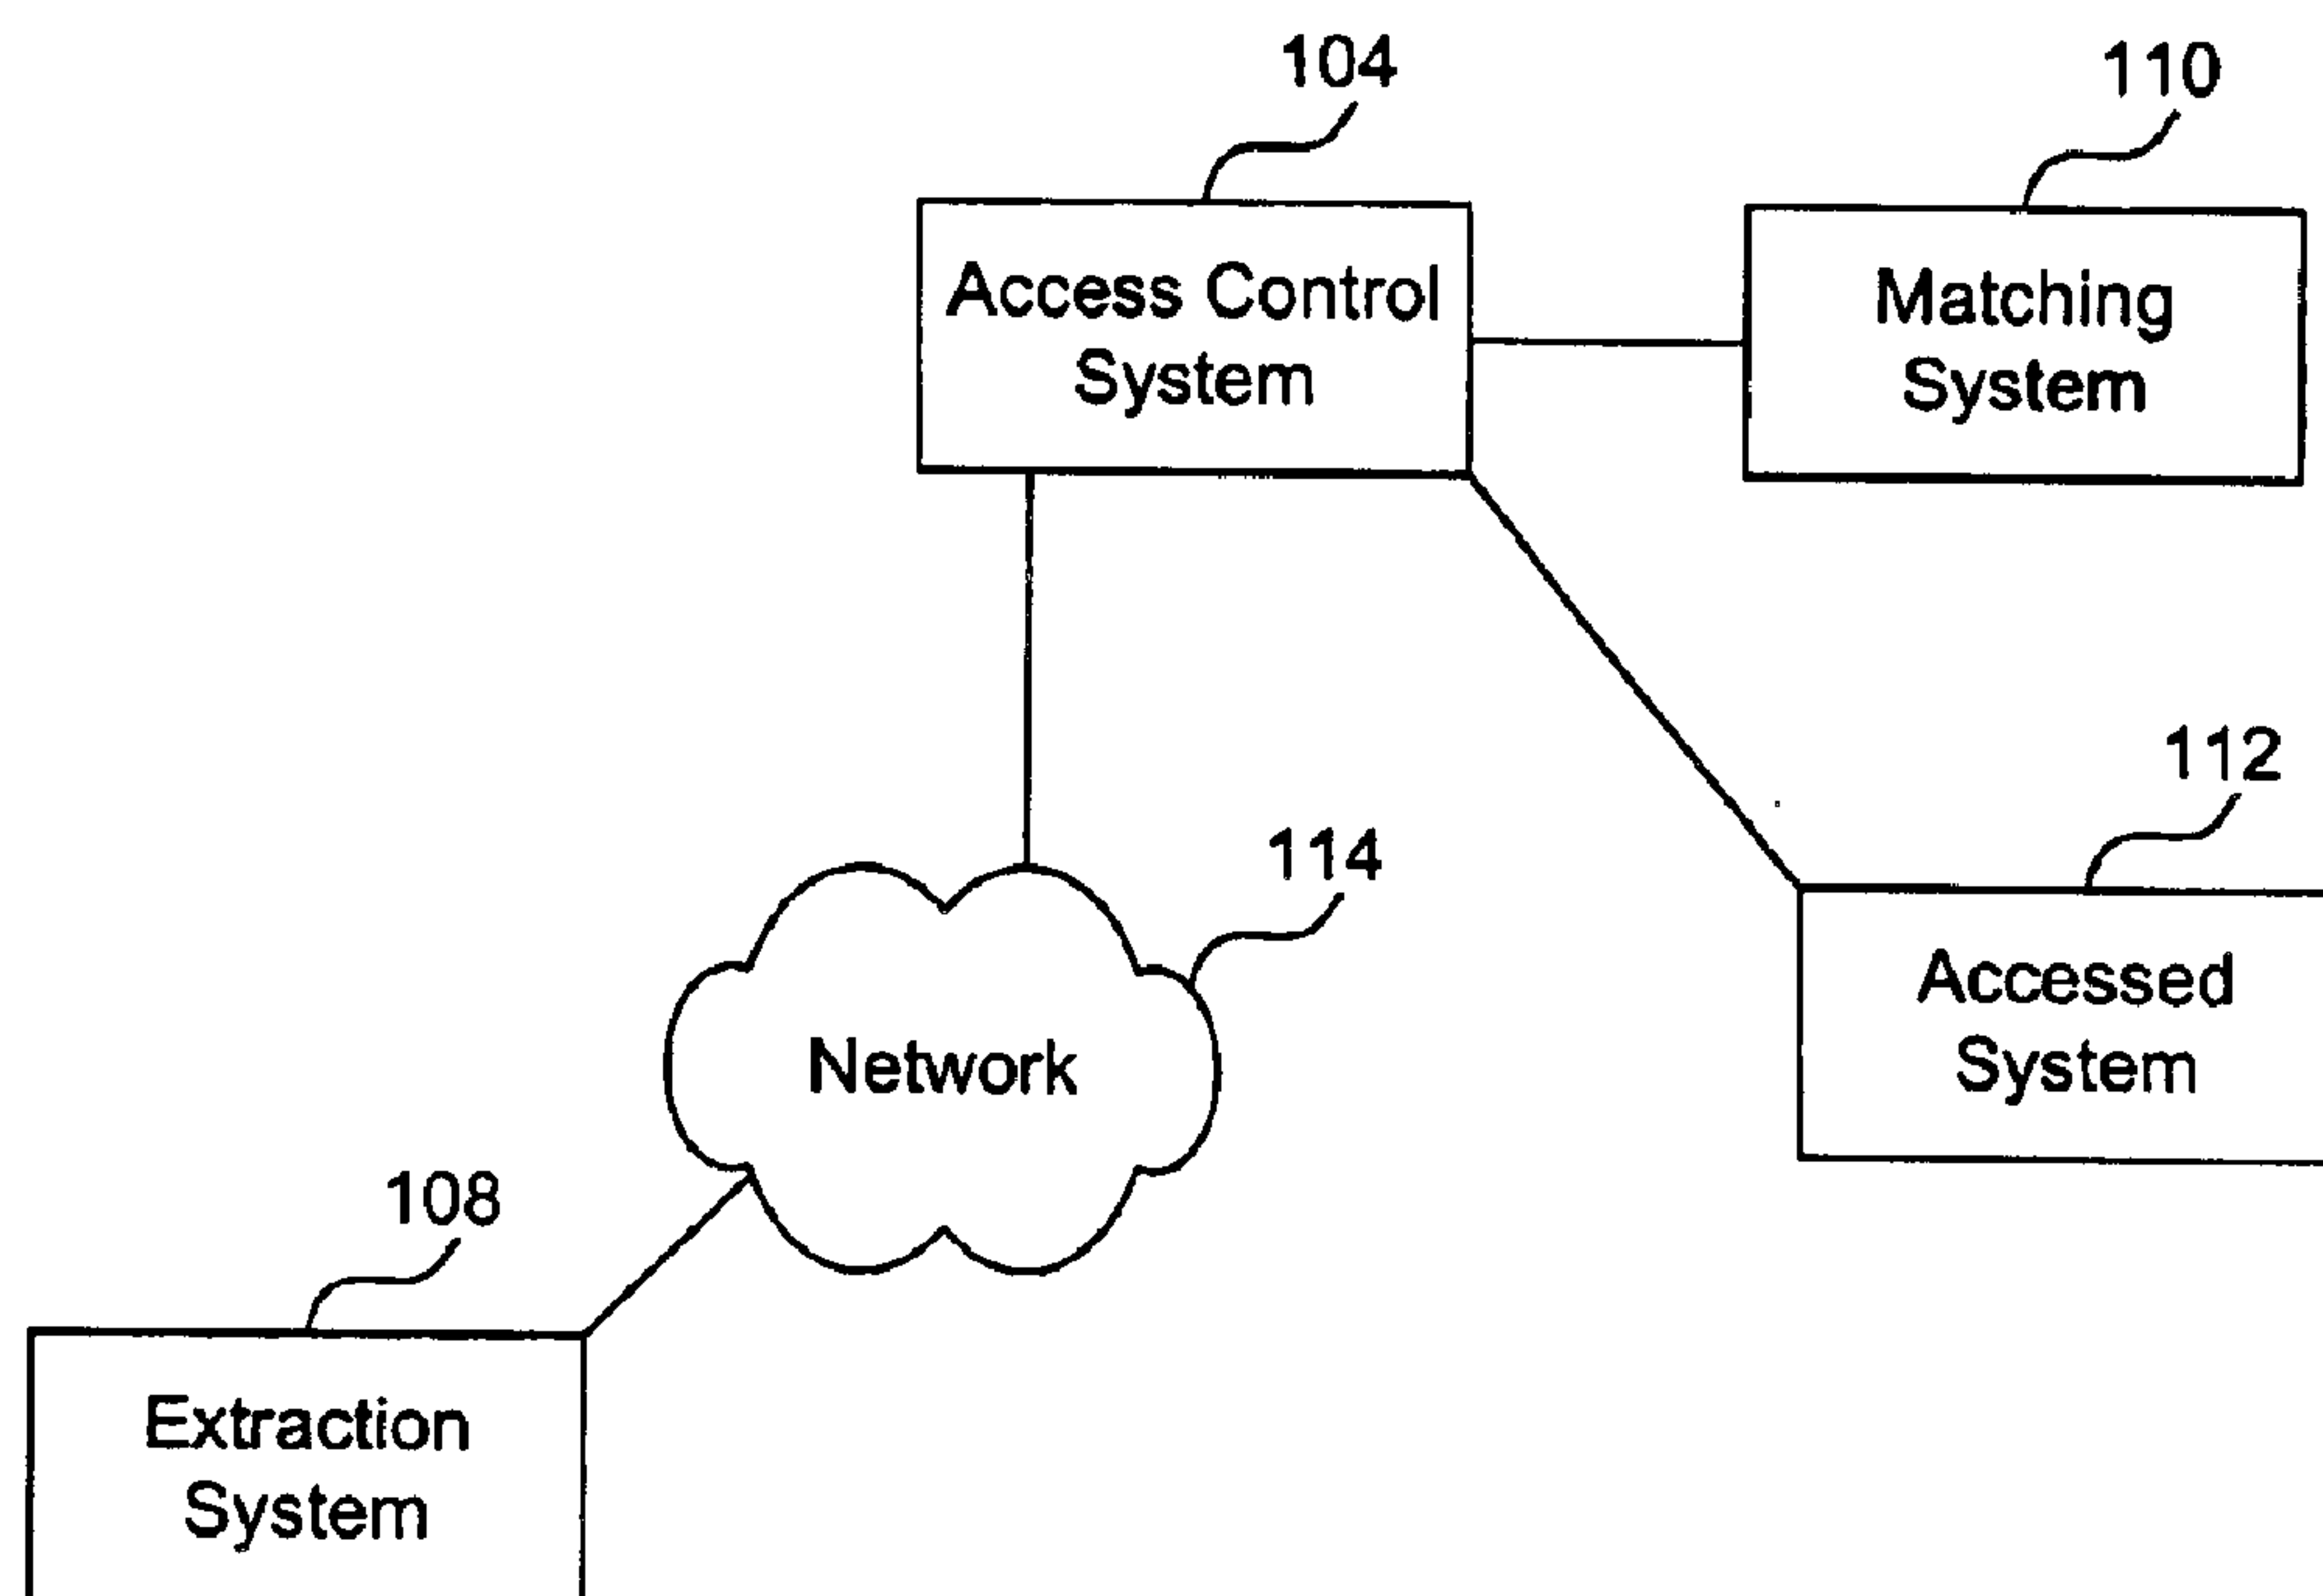 104
110
Access Control
System
Matching
System
112
114
Accessed
System
Network
108
Extraction
System